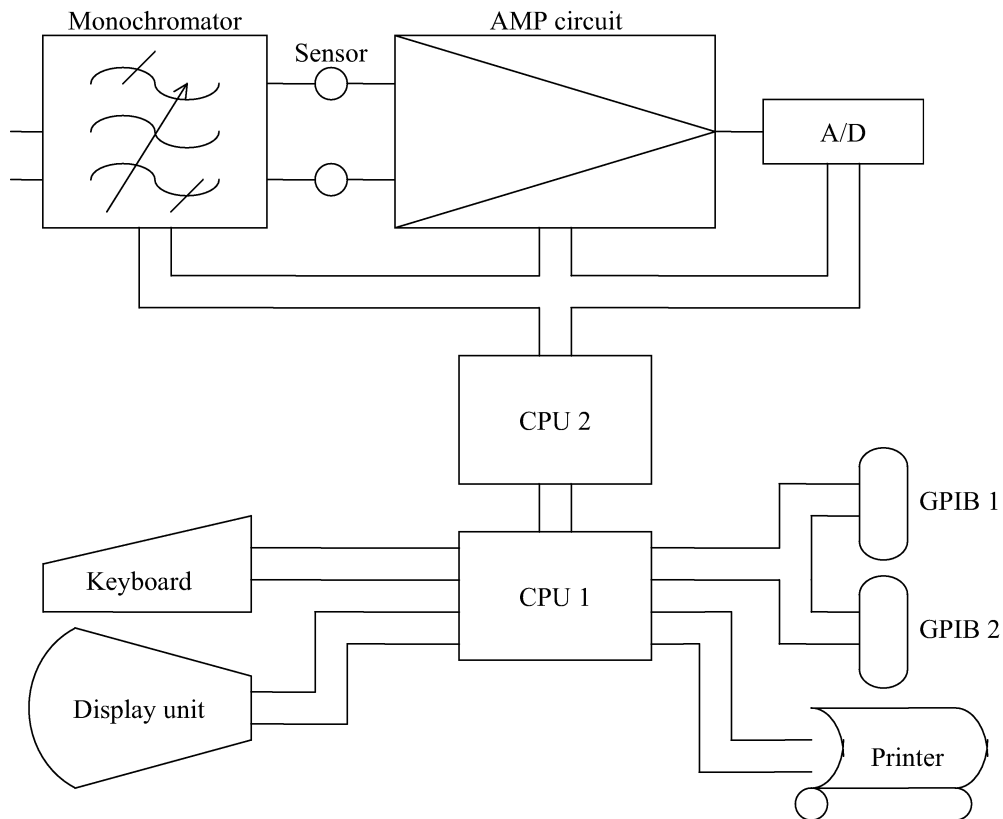 Monochromator
AMP circuit
Sensor
A/D
CPU 2
GPIB 1
Keyboard
CPU 1
GPIB 2
Display unit
Printer